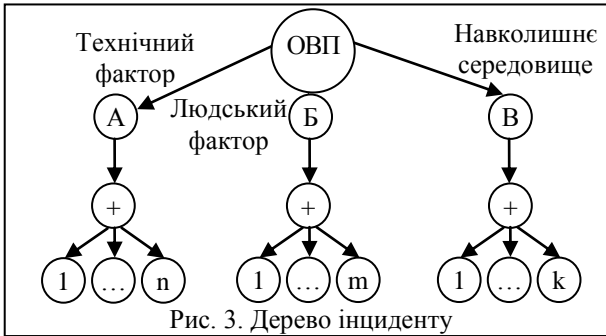 Технічний
фактор
ОВП
Навколишнє
середовище
А
Людський
фактор
Б
В
+
+
+
1
...
n
1
...
m
1
...
k
Рис. 3. Дерево інциденту